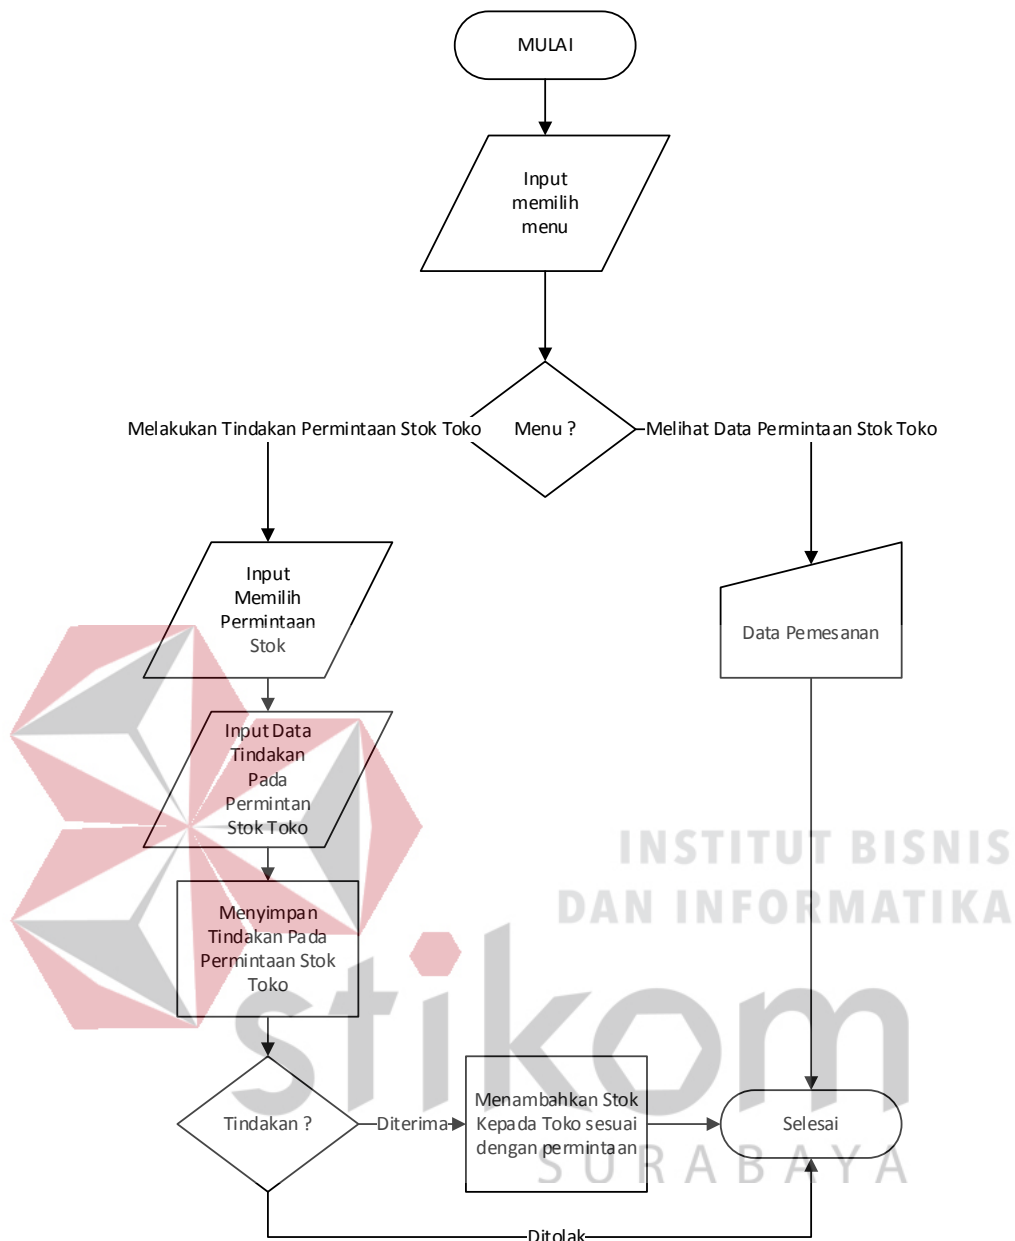 MULAI
Input
memilih
menu
Melakukan Tindakan Permintaan Stok Toko
Menu ?
Melihat Data Permintaan Stok Toko
Input
Memilih
Permintaan
Stok
Data Pemesanan
Input Data
Tindakan
Pada
Permintan
Stok Toko
INSTITUT BISNIS
DAN INFORMATIKA
Menyimpan
Tindakan Pada
Permintaan Stok
Toko
stikom
SURABAYA
Tindakan ?
Diterima
Menambahkan Stok
Kepada Toko sesuai
dengan permintaan
Selesai
Ditolak